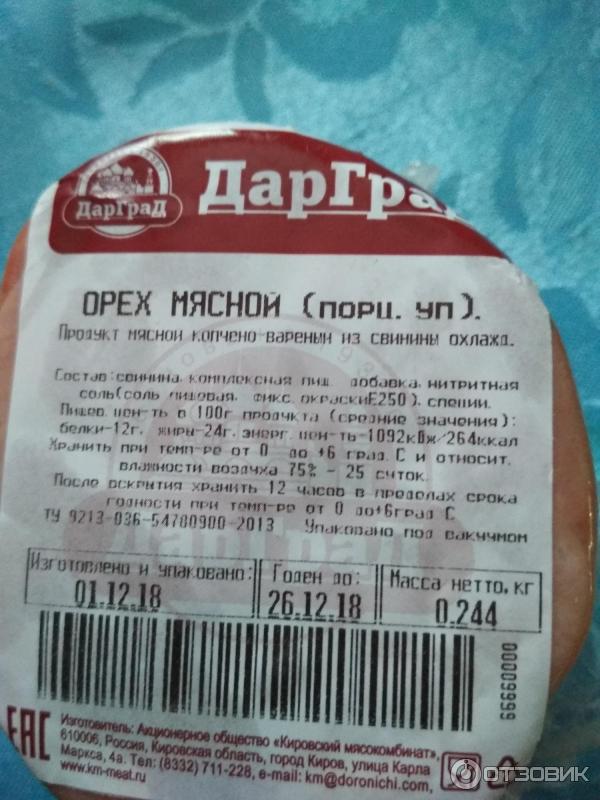 ДарГраД
ДарГра
ОРЕХ МЯСНОЙ (порц. уп).
Продукт мясной копчено вареный из свинины охлажд.
Состав: свинина, комплексная пищ. добавка, нитритная
соль(соль пищевая, фикс. окраскиЕ250), специи.
Пищев. цен-ть в 100г продукта (средние значения):
белки-12г. жиры-24г. энерг. цен-ть-1092кДж/264ккал
Хранить при темп-ре от 0 до +6 град. С и относит.
влажности воздуха 75% - 25 суток.
После вскрытия хранить 12 часов в пределах срока
годности при темп-ре от 0 до+6град С
ТУ 9213-036-54780900-2013 Упаковано под вакуумом
Изготовлено и упаковано: Годен до: Масса нетто, кг
01.12.18 26.12.18 0.244
66660000
ЕАС
Изготовитель: Акционерное общество «Кировский мясокомбинат»,
610006, Россия, Кировская область, город Киров, улица Карла
Маркса, 4а. Тел: (8332) 711-228, e-mail: km@doronichi.com,
www.km-meat.ru
ОТЗОВИК